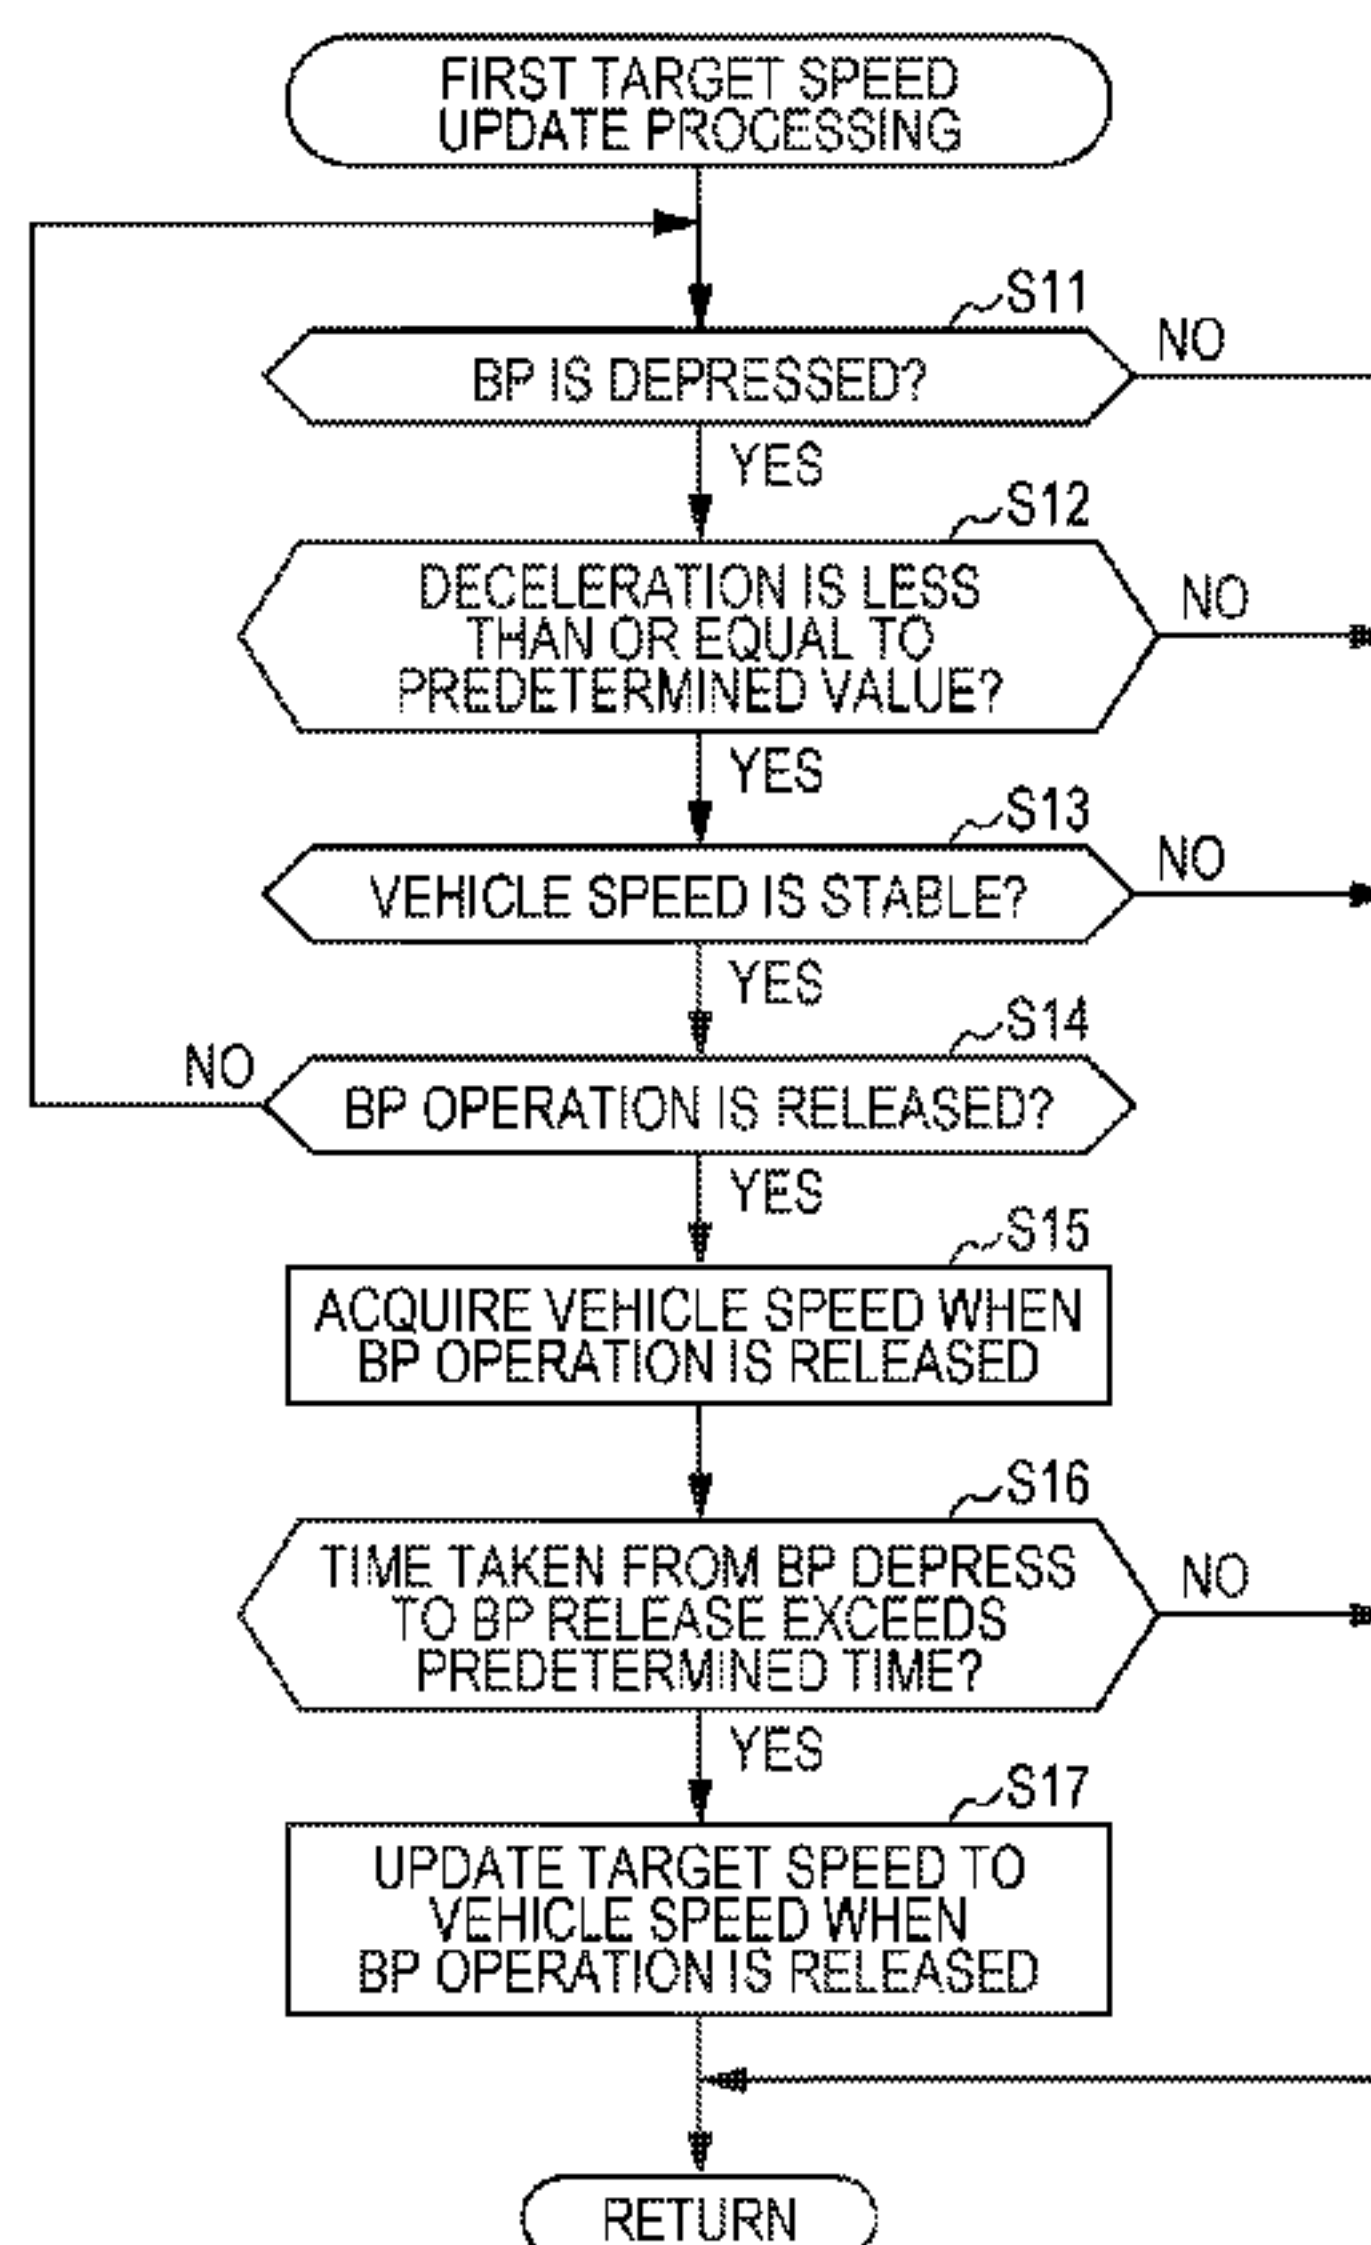 FIRST TARGET SPEED
UPDATE PROCESSING
S11
BP IS DEPRESSED?
NO
YES
S12
DECELERATION IS LESS
THAN OR EQUAL TO
PREDETERMINED VALUE?
NO
YES
S13
VEHICLE SPEED IS STABLE?
NO
YES
S14
BP OPERATION IS RELEASED?
NO
YES
S15
ACQUIRE VEHICLE SPEED WHEN
BP OPERATION IS RELEASED
S16
TIME TAKEN FROM BP DEPRESS
TO BP RELEASE EXCEEDS
PREDETERMINED TIME?
NO
YES
S17
UPDATE TARGET SPEED TO
VEHICLE SPEED WHEN
BP OPERATION IS RELEASED
RETURN